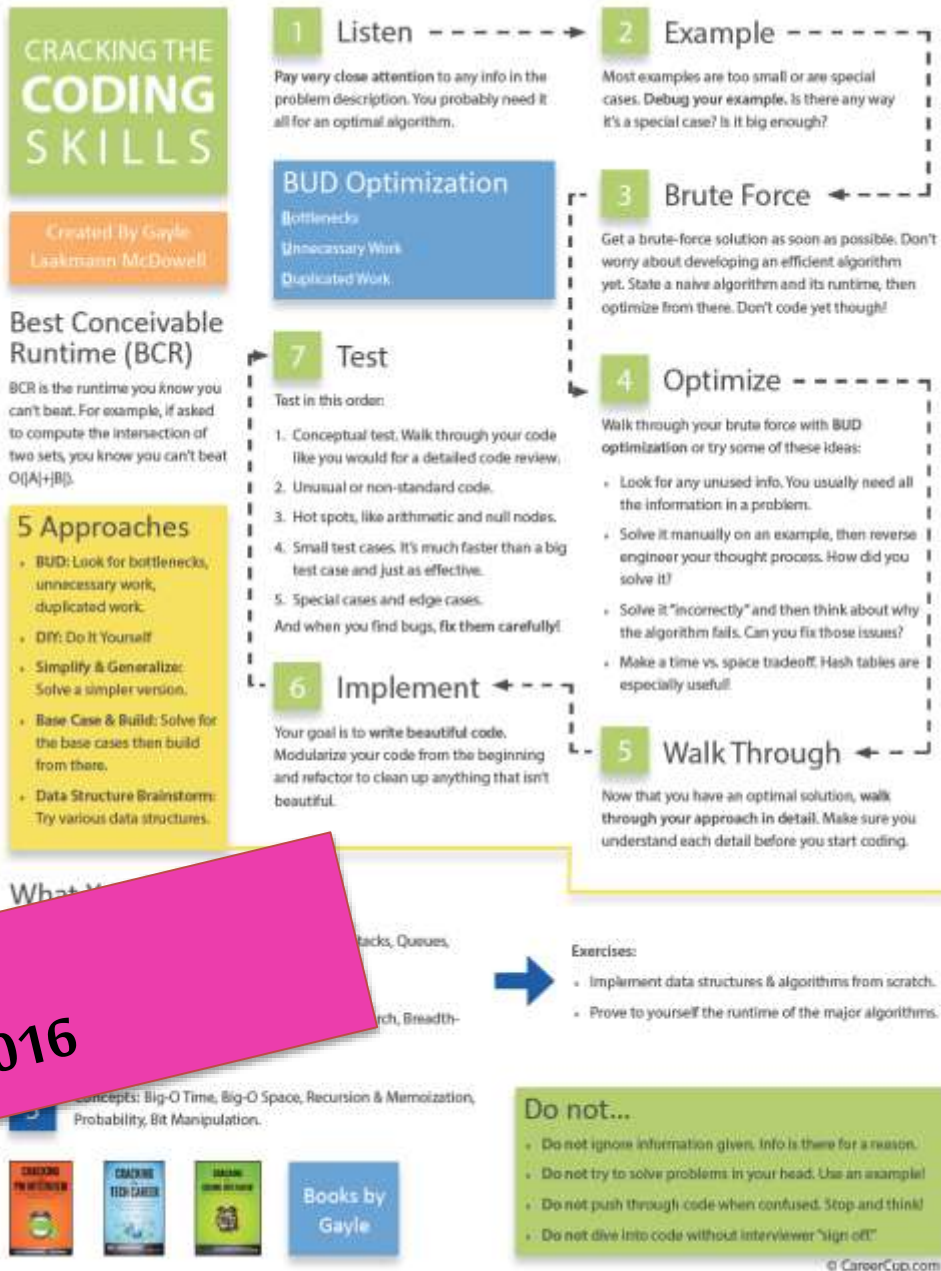 CRACKING THE
CODING
SKILLS
Created By Gayle
Laakmann McDowell
Best Conceivable
Runtime (BCR)
BCR is the runtime you know you
can't beat. For example, if asked
to compute the intersection of
two sets, you know you can't beat
O(|A|+|B|).
5 Approaches
• BUD: Look for bottlenecks,
unnecessary work,
duplicated work.
• DIY: Do It Yourself
• Simplify & Generalize:
Solve a simpler version.
• Base Case & Build: Solve for
the base cases then build
from there.
• Data Structure Brainstorm:
Try various data structures.
1 Listen
Pay very close attention to any info in the
problem description. You probably need it
all for an optimal algorithm.
BUD Optimization
Bottlenecks
Unnecessary Work
Duplicated Work
2 Example
Most examples are too small or are special
cases. Debug your example. Is there any way
it's a special case? Is it big enough?
3 Brute Force
Get a brute-force solution as soon as possible. Don't
worry about developing an efficient algorithm
yet. State a naive algorithm and its runtime, then
optimize from there. Don't code yet though!
4 Optimize
Walk through your brute force with BUD
optimization or try some of these ideas:
• Look for any unused info. You usually need all
the information in a problem.
• Solve it manually on an example, then reverse
engineer your thought process. How did you
solve it?
• Solve it "incorrectly" and then think about why
the algorithm fails. Can you fix those issues?
• Make a time vs. space tradeoff. Hash tables are
especially useful!
5 Walk Through
Now that you have an optimal solution, walk
through your approach in detail. Make sure you
understand each detail before you start coding.
6 Implement
Your goal is to write beautiful code.
Modularize your code from the beginning
and refactor to clean up anything that isn't
beautiful.
7 Test
Test in this order:
1. Conceptual test. Walk through your code
like you would for a detailed code review.
2. Unusual or non-standard code.
3. Hot spots, like arithmetic and null nodes.
4. Small test cases. It's much faster than a big
test case and just as effective.
5. Special cases and edge cases.
And when you find bugs, fix them carefully!
What
tacks, Queues,
rch, Breadth-
016
3 Concepts: Big-O Time, Big-O Space, Recursion & Memoization,
Probability, Bit Manipulation.
Exercises:
• Implement data structures & algorithms from scratch.
• Prove to yourself the runtime of the major algorithms.
CRACKING
PM INTERVIEW
CRACKING
TECH CAREER
CRACKING
CODING INTERVIEW
Books by
Gayle
Do not...
• Do not ignore information given. Info is there for a reason.
• Do not try to solve problems in your head. Use an example!
• Do not push through code when confused. Stop and think!
• Do not dive into code without interviewer "sign off."
© CareerCup.com